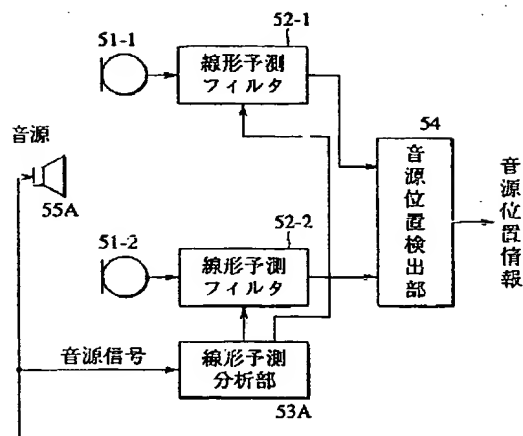 52-1
51-1
線形予測
フィルタ
54
音源
55A
音源位置検出部
音源位置情報
52-2
51-2
線形予測
フィルタ
音源信号
線形予測
分析部
53A